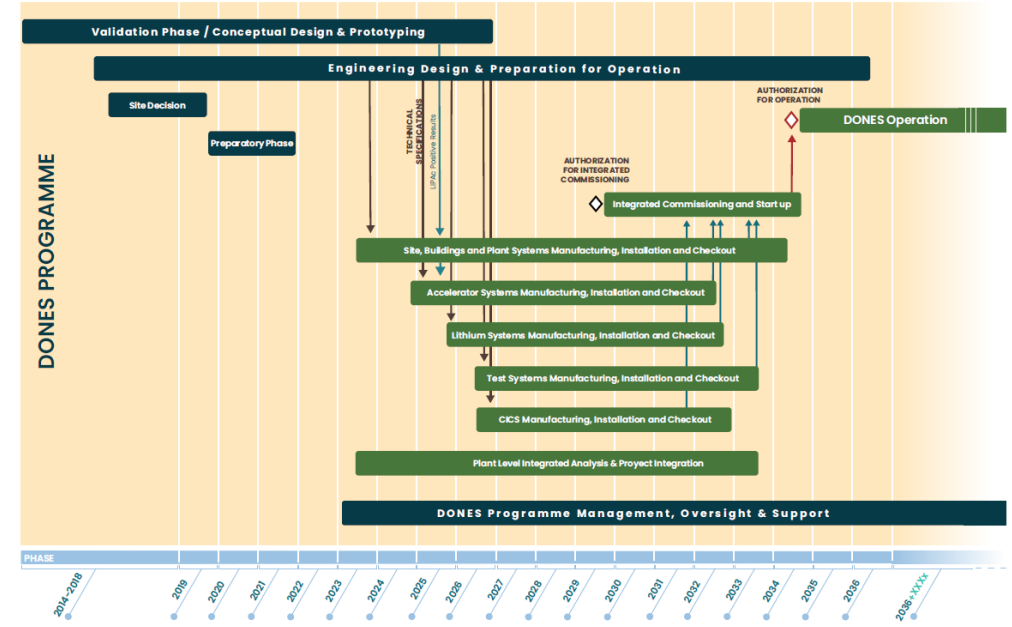 Validation Phase / Conceptual Design & Prototyping
Engineering Design & Preparation for Operation
Site Decision
Preparatory Phase
DONES PROGRAMME
TECHNICAL
SPECIFICATIONS
LIPAc Positive Results
AUTHORIZATION
FOR OPERATION
DONES Operation
AUTHORIZATION
FOR INTEGRATED
COMMISSIONING
Integrated Commissioning and Start up
Site, Buildings and Plant Systems Manufacturing, Installation and Checkout
Accelerator Systems Manufacturing, Installation and Checkout
Lithium Systems Manufacturing, Installation and Checkout
Test Systems Manufacturing, Installation and Checkout
CICS Manufacturing, Installation and Checkout
Plant Level Integrated Analysis & Proyect Integration
DONES Programme Management, Oversight & Support
PHASE
2014-2018
2019
2020
2021
2022
2023
2024
2025
2026
2027
2028
2029
2030
2031
2032
2033
2034
2035
2036
2036+XXXX